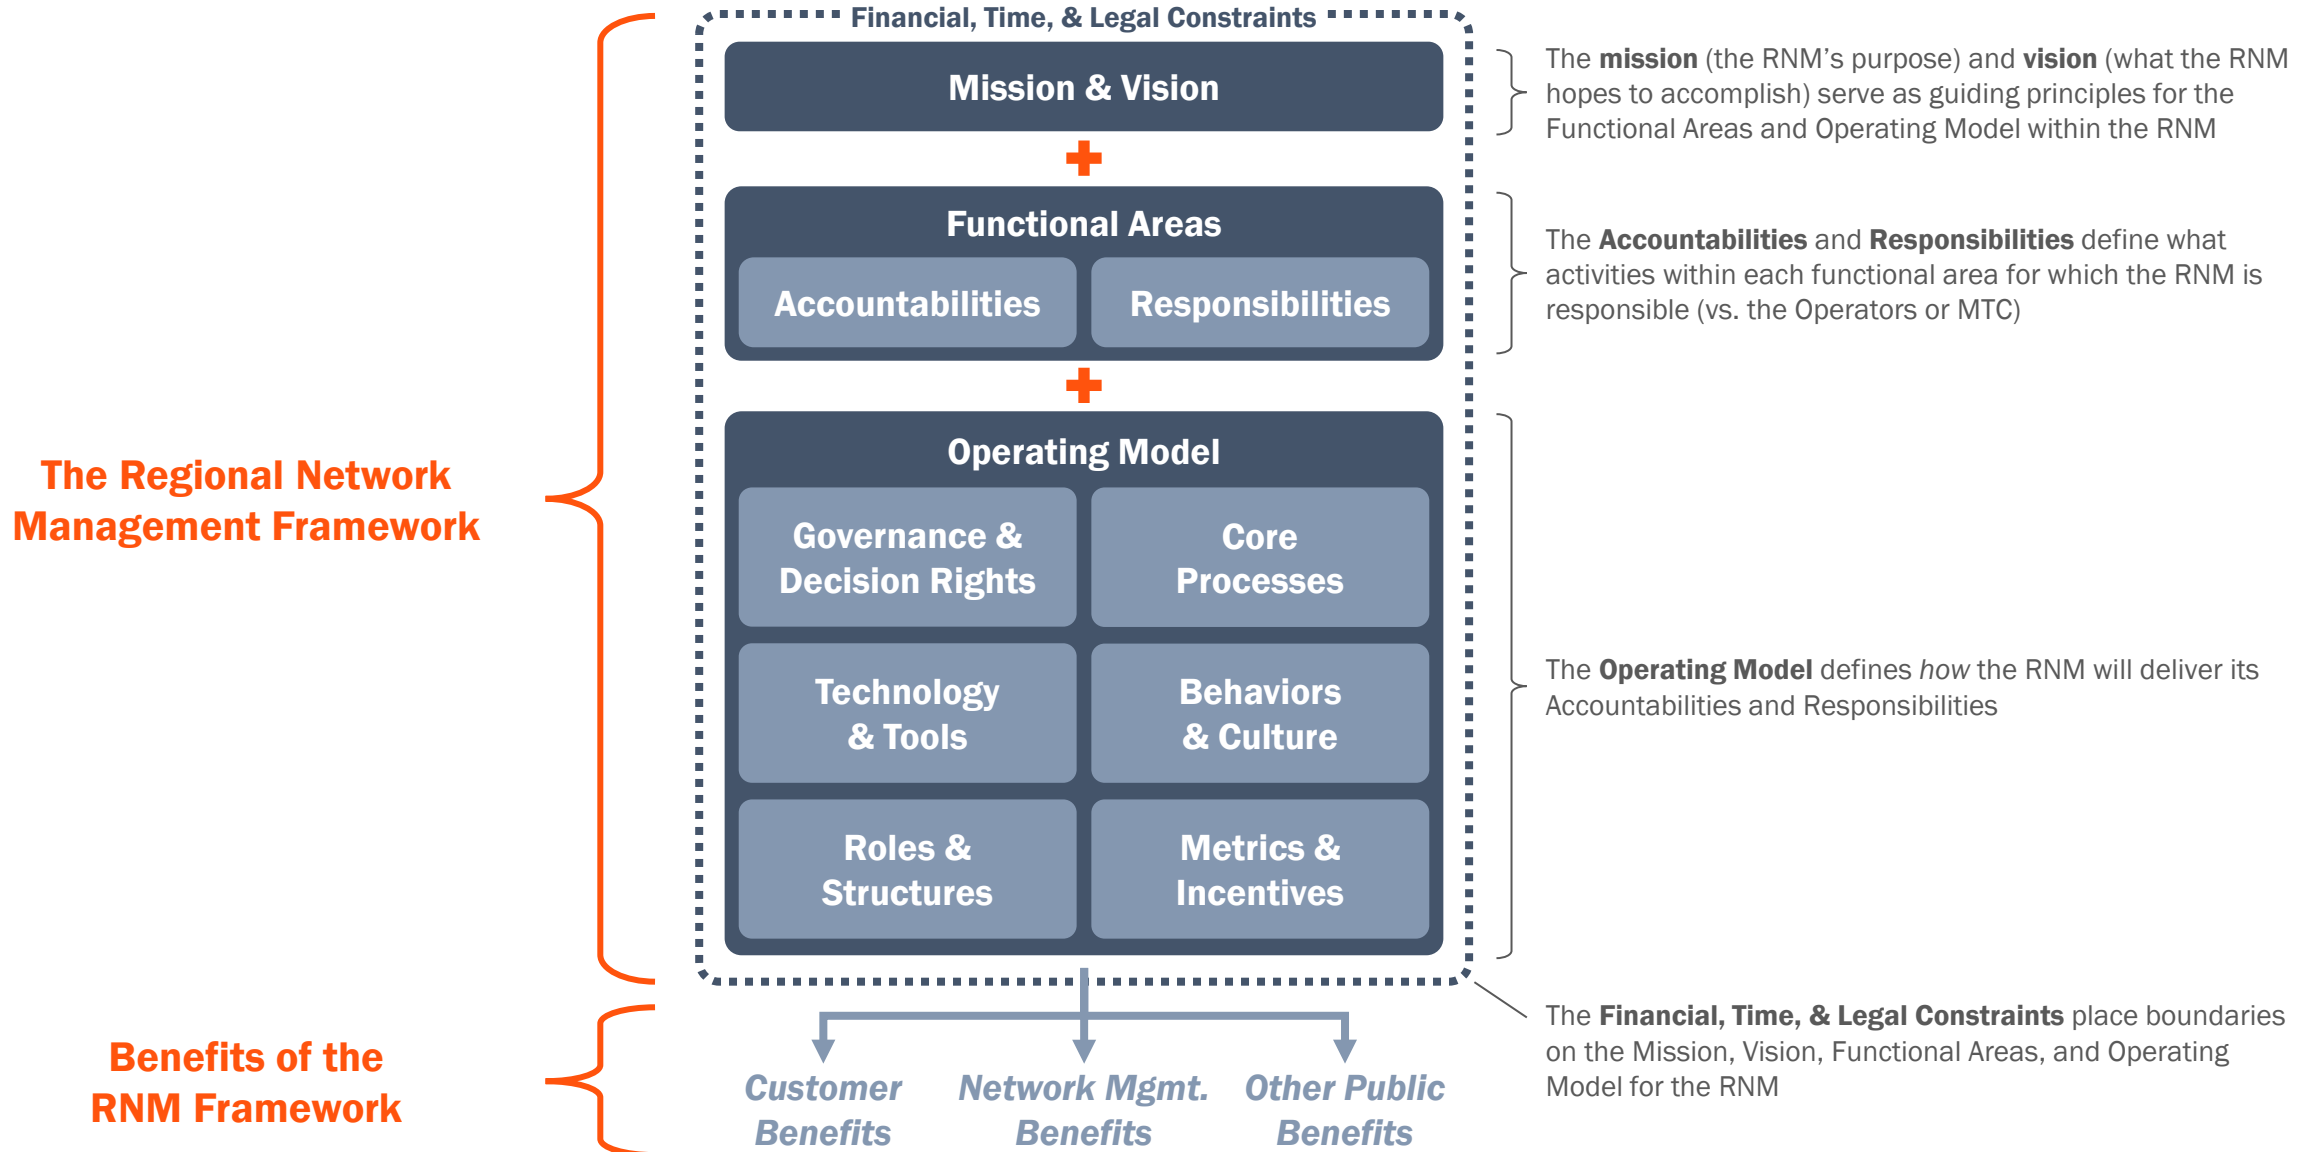 Financial, Time, & Legal Constraints
Mission & Vision
The mission (the RNM’s purpose) and vision (what the RNM
hopes to accomplish) serve as guiding principles for the
Functional Areas and Operating Model within the RNM
Functional Areas
Accountabilities
Responsibilities
The Accountabilities and Responsibilities define what
activities within each functional area for which the RNM is
responsible (vs. the Operators or MTC)
The Regional Network
Management Framework
Operating Model
Governance &
Decision Rights
Core
Processes
Technology
& Tools
Behaviors
& Culture
Roles &
Structures
Metrics &
Incentives
The Operating Model defines how the RNM will deliver its
Accountabilities and Responsibilities
Benefits of the
RNM Framework
Customer
Benefits
Network Mgmt.
Benefits
Other Public
Benefits
The Financial, Time, & Legal Constraints place boundaries
on the Mission, Vision, Functional Areas, and Operating
Model for the RNM